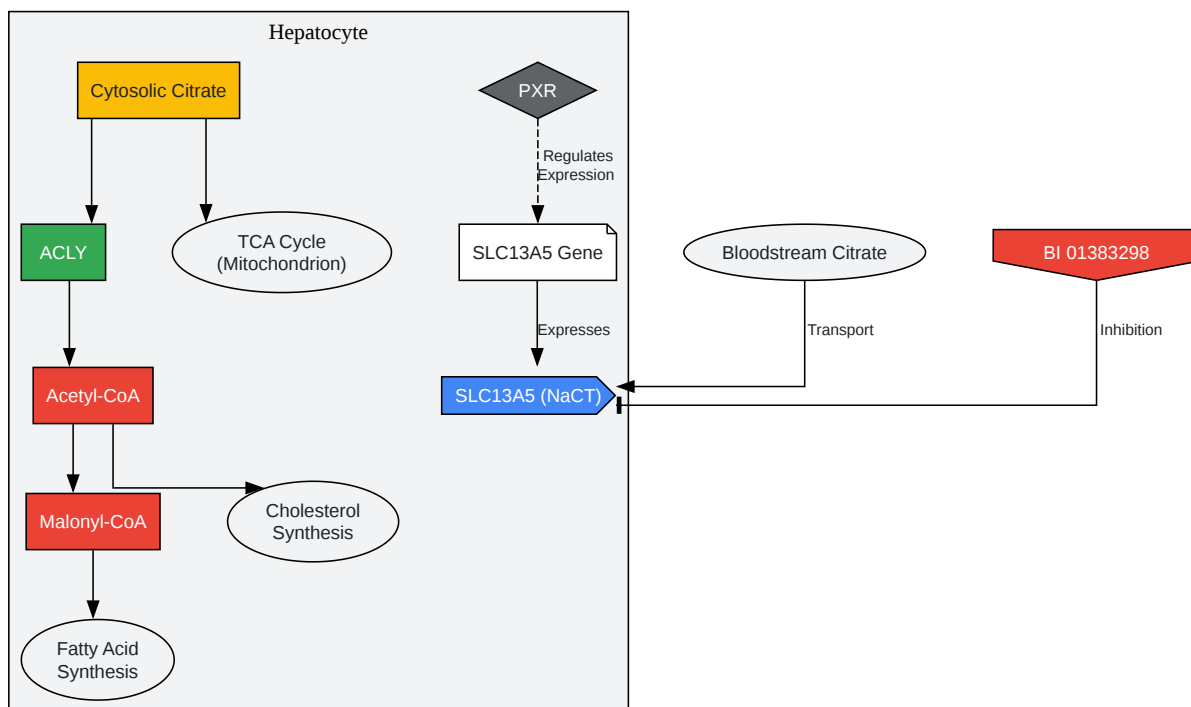 Hepatocyte
Cytosolic Citrate
PXR
Regulates
Expression
ACLY
TCA Cycle
(Mitochondrion)
SLC13A5 Gene
Bloodstream Citrate
BI 01383298
Expresses
Transport
Inhibition
Acetyl-CoA
SLC13A5 (NaCT)
Malonyl-CoA
Cholesterol
Synthesis
Fatty Acid
Synthesis